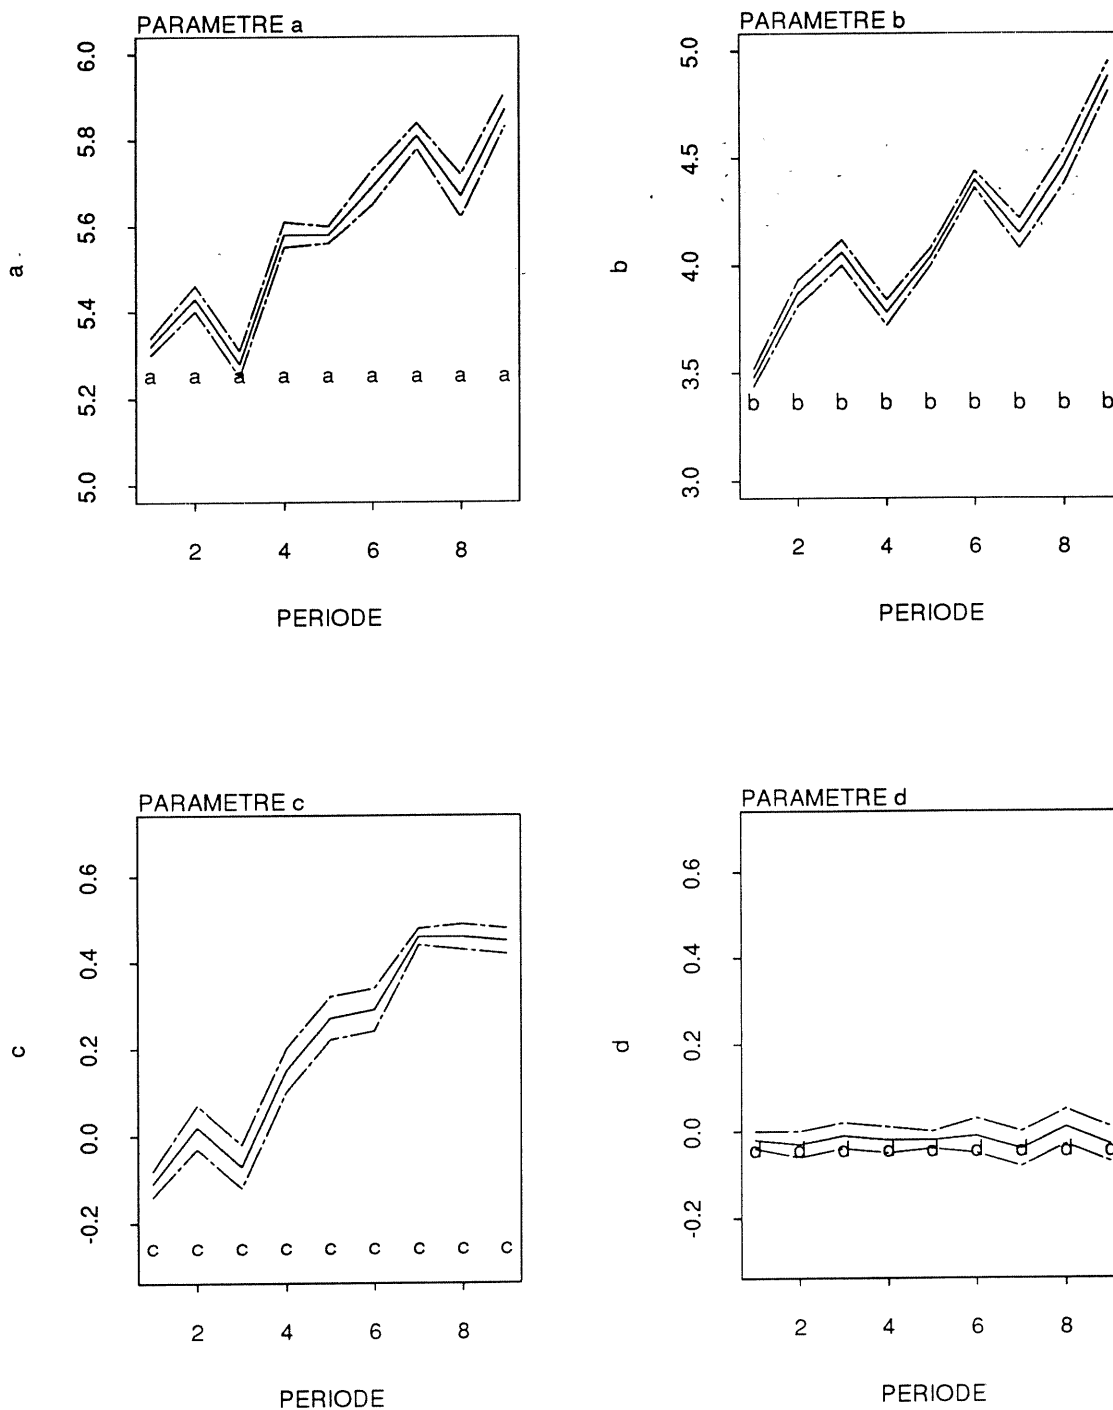 PARAMETRE a
a
6.0
5.8
5.6
5.4
5.2
5.0
a a a a a a a a a
2 4 6 8
PERIODE
PARAMETRE b
b
5.0
4.5
4.0
3.5
3.0
b b b b b b b b b
2 4 6 8
PERIODE
PARAMETRE c
c
0.6
0.4
0.2
0.0
-0.2
c c c c c c c c c
2 4 6 8
PERIODE
PARAMETRE d
d
0.6
0.4
0.2
0.0
-0.2
d d d d d d d d d
2 4 6 8
PERIODE